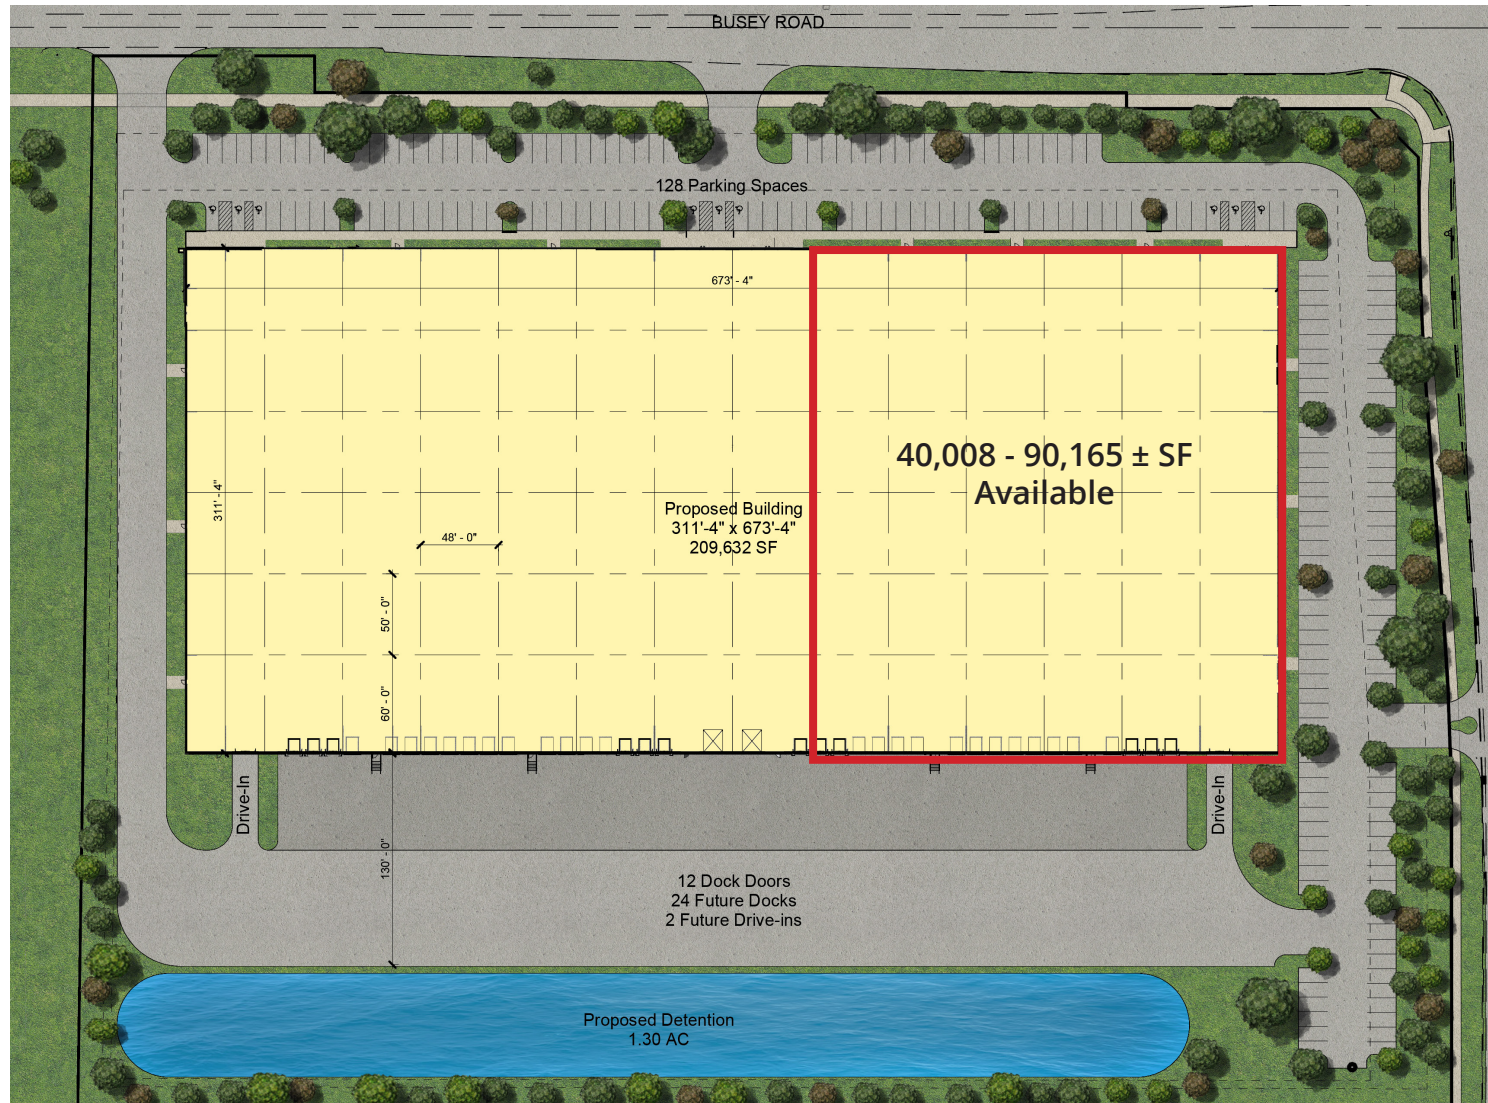 BUSEY ROAD
128 Parking Spaces
673' - 4"
40,008 - 90,165 ± SF
Available
311' - 4"
Proposed Building
311'-4" x 673'-4"
209,632 SF
48' - 0"
50' - 0"
60' - 0"
Drive-In
Drive-In
130' - 0"
12 Dock Doors
24 Future Docks
2 Future Drive-ins
Proposed Detention
1.30 AC